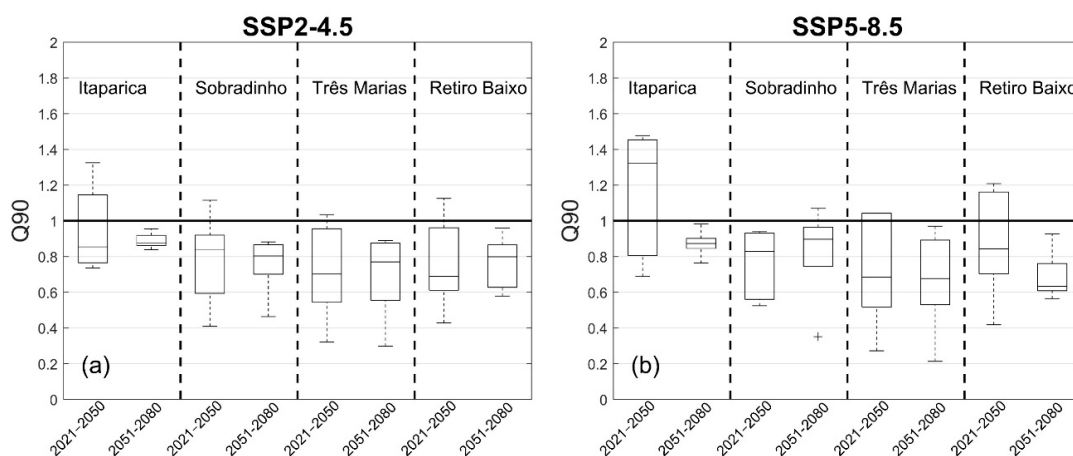 SSP2-4.5
2
1.8
1.6
1.4
1.2
1
0.8
0.6
0.4
0.2
0
Q90
Itaparica
Sobradinho
Três Marias
Retiro Baixo
(a)
2021-2050
2051-2080
2021-2050
2051-2080
2021-2050
2051-2080
2021-2050
2051-2080
SSP5-8.5
2
1.8
1.6
1.4
1.2
1
0.8
0.6
0.4
0.2
0
Q90
Itaparica
Sobradinho
Três Marias
Retiro Baixo
(b)
2021-2050
2051-2080
2021-2050
2051-2080
2021-2050
2051-2080
2021-2050
2051-2080